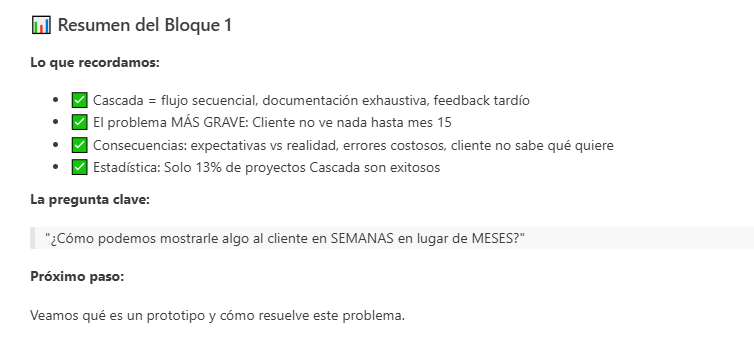 📊 Resumen del Bloque 1
Lo que recordamos:
• ✅ Cascada = flujo secuencial, documentación exhaustiva, feedback tardío
• ✅ El problema MÁS GRAVE: Cliente no ve nada hasta mes 15
• ✅ Consecuencias: expectativas vs realidad, errores costosos, cliente no sabe qué quiere
• ✅ Estadística: Solo 13% de proyectos Cascada son exitosos
La pregunta clave:
"¿Cómo podemos mostrarle algo al cliente en SEMANAS en lugar de MESES?"
Próximo paso:
Veamos qué es un prototipo y cómo resuelve este problema.